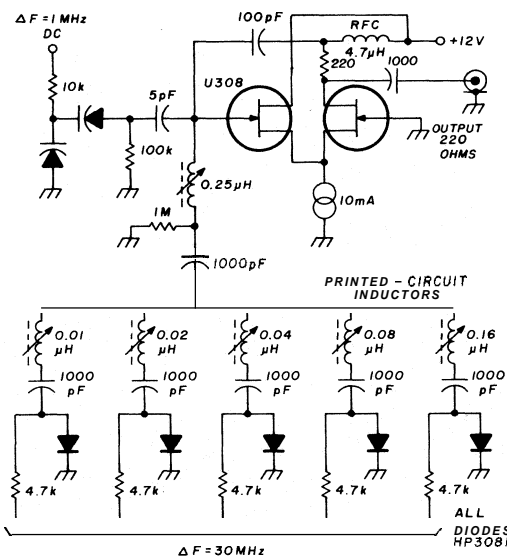 ΔF=1MHz
DC
100pF
RFC
4.7μH
+12V
10k
5pF
U308
220
1000
100k
0.25μH
OUTPUT
220
OHMS
1M
10mA
1000pF
PRINTED-CIRCUIT
INDUCTORS
0.01
μH
0.02
μH
0.04
μH
0.08
μH
0.16
μH
1000
pF
1000
pF
1000
pF
1000
pF
1000
pF
4.7k
4.7k
4.7k
4.7k
4.7k
ALL
DIODES
HP308
ΔF=30MHz